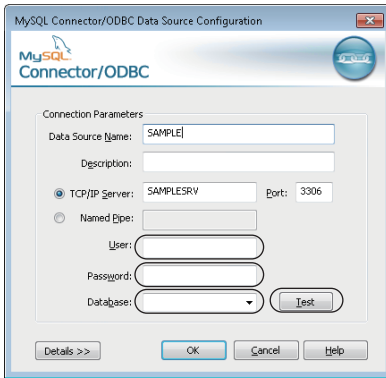 MySQL Connector/ODBC Data Source Configuration
MySQL
Connector/ODBC
Connection Parameters
Data Source Name: SAMPLE
Description:
TCP/IP Server: SAMPLESRV Port: 3306
Named Pipe:
User:
Password:
Database: Test
Details >> OK Cancel Help